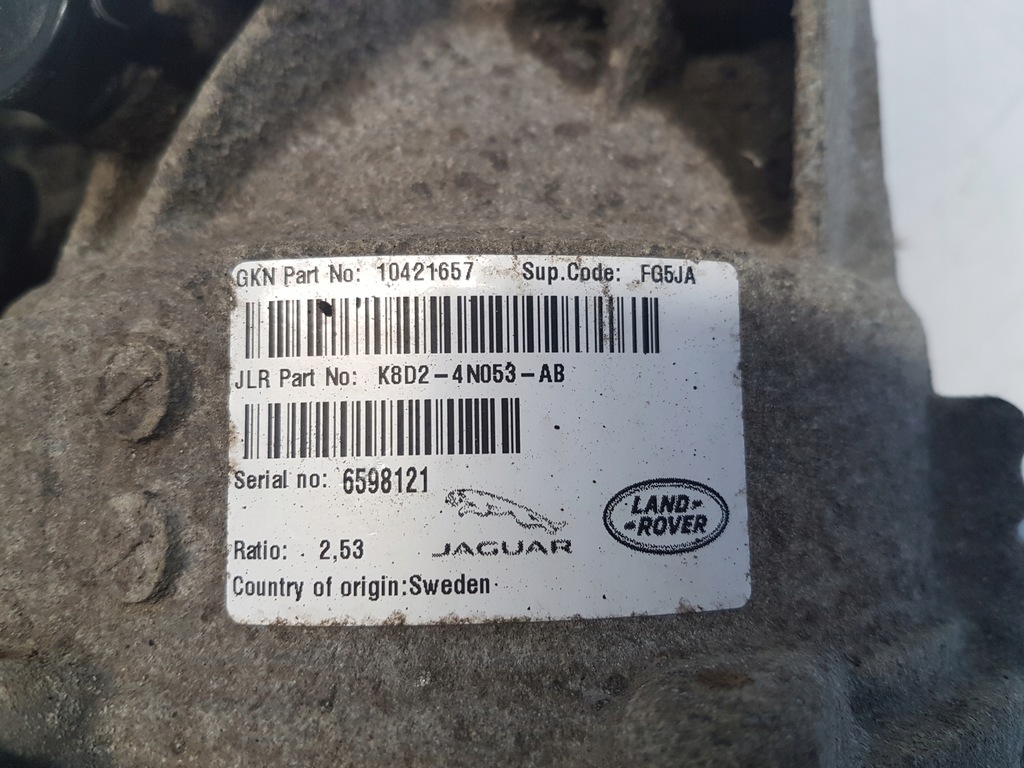 GKN Part No: 10421657 Sup.Code: FG5JA
JLR Part No: K8D2-4N053-AB
Serial no: 6598121
LAND ROVER
Ratio: 2,53
JAGUAR
Country of origin:Sweden